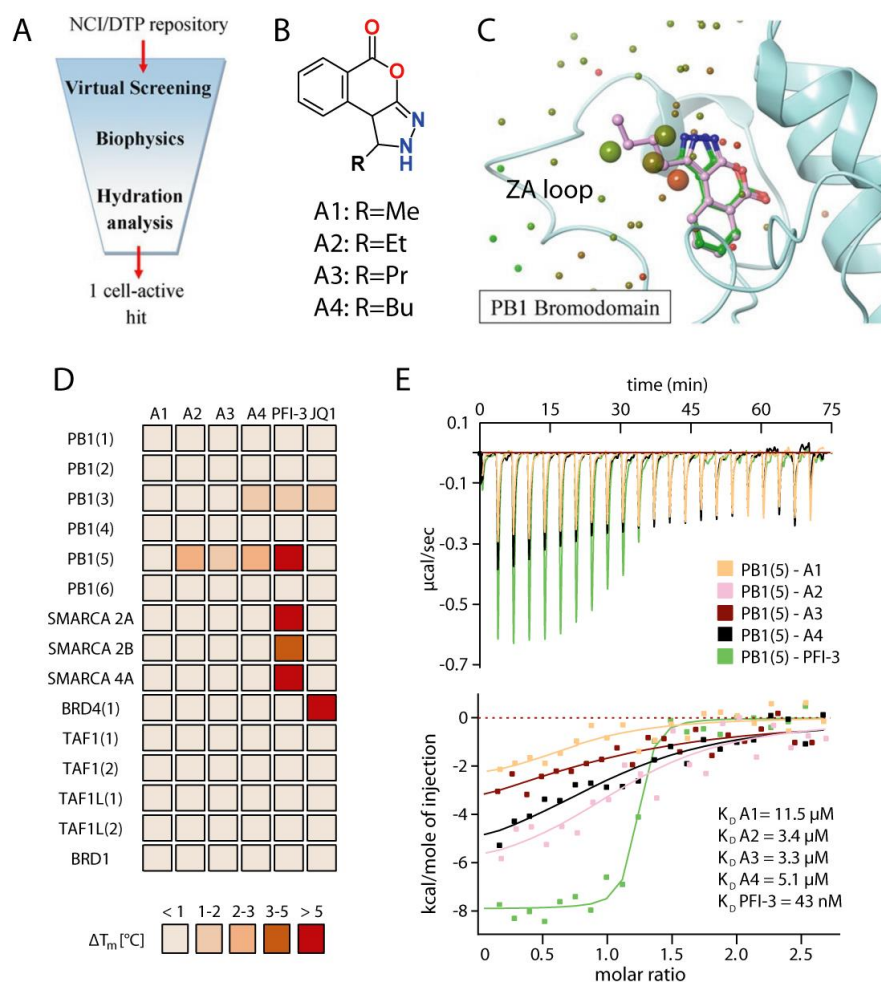 A
NCI/DTP repository
Virtual Screening
Biophysics
Hydration
analysis
1 cell-active
hit
B
O
O
N
N
H
R
A1: R=Me
A2: R=Et
A3: R=Pr
A4: R=Bu
C
ZA loop
PB1 Bromodomain
D
A1 A2 A3 A4 PFI-3 JQ1
PB1(1)
PB1(2)
PB1(3)
PB1(4)
PB1(5)
PB1(6)
SMARCA 2A
SMARCA 2B
SMARCA 4A
BRD4(1)
TAF1(1)
TAF1(2)
TAF1L(1)
TAF1L(2)
BRD1
< 1 1-2 2-3 3-5 > 5
ΔTm [°C]
E
time (min)
0 15 30 45 60 75
0.1
-0.1
-0.3
-0.5
-0.7
µcal/sec
PB1(5) - A1
PB1(5) - A2
PB1(5) - A3
PB1(5) - A4
PB1(5) - PFI-3
0
-2
-4
-6
-8
kcal/mole of injection
KD A1= 11.5 µM
KD A2 = 3.4 µM
KD A3 = 3.3 µM
KD A4 = 5.1 µM
KD PFI-3 = 43 nM
0.5 1.0 1.5 2.0 2.5
molar ratio